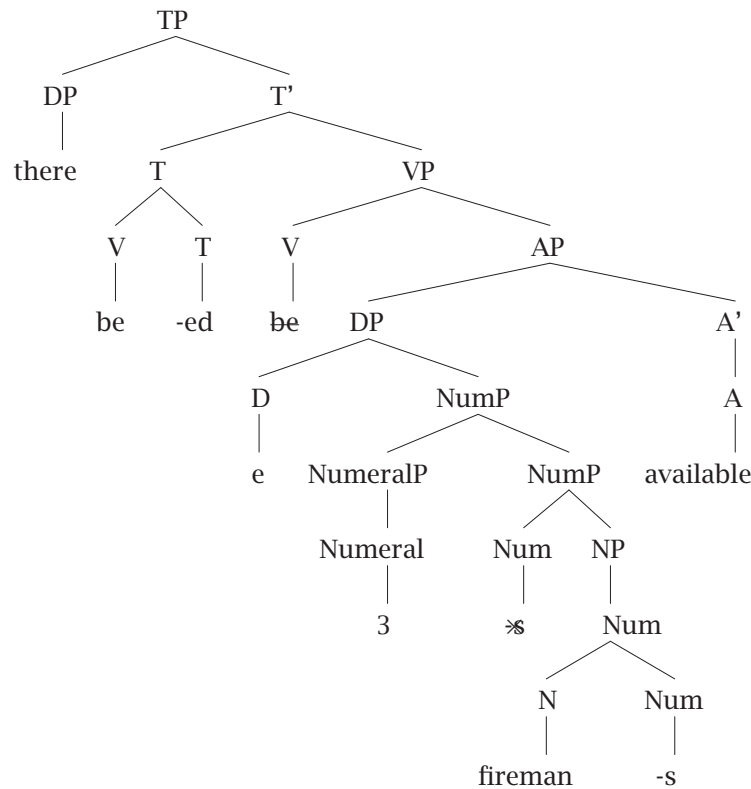 TP
DP T'
there T VP
V T V AP
be -ed be DP A'
D NumP A
e NumeralP NumP available
Numeral Num NP
3 -s Num
N Num
fireman -s